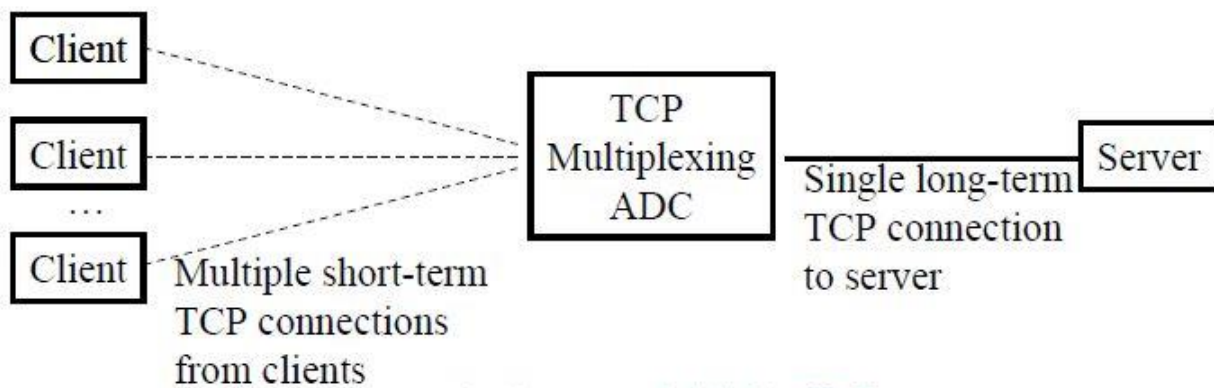 Client
Client
...
Client
Multiple short-term
TCP connections
from clients
TCP
Multiplexing
ADC
Single long-term
TCP connection
to server
Server